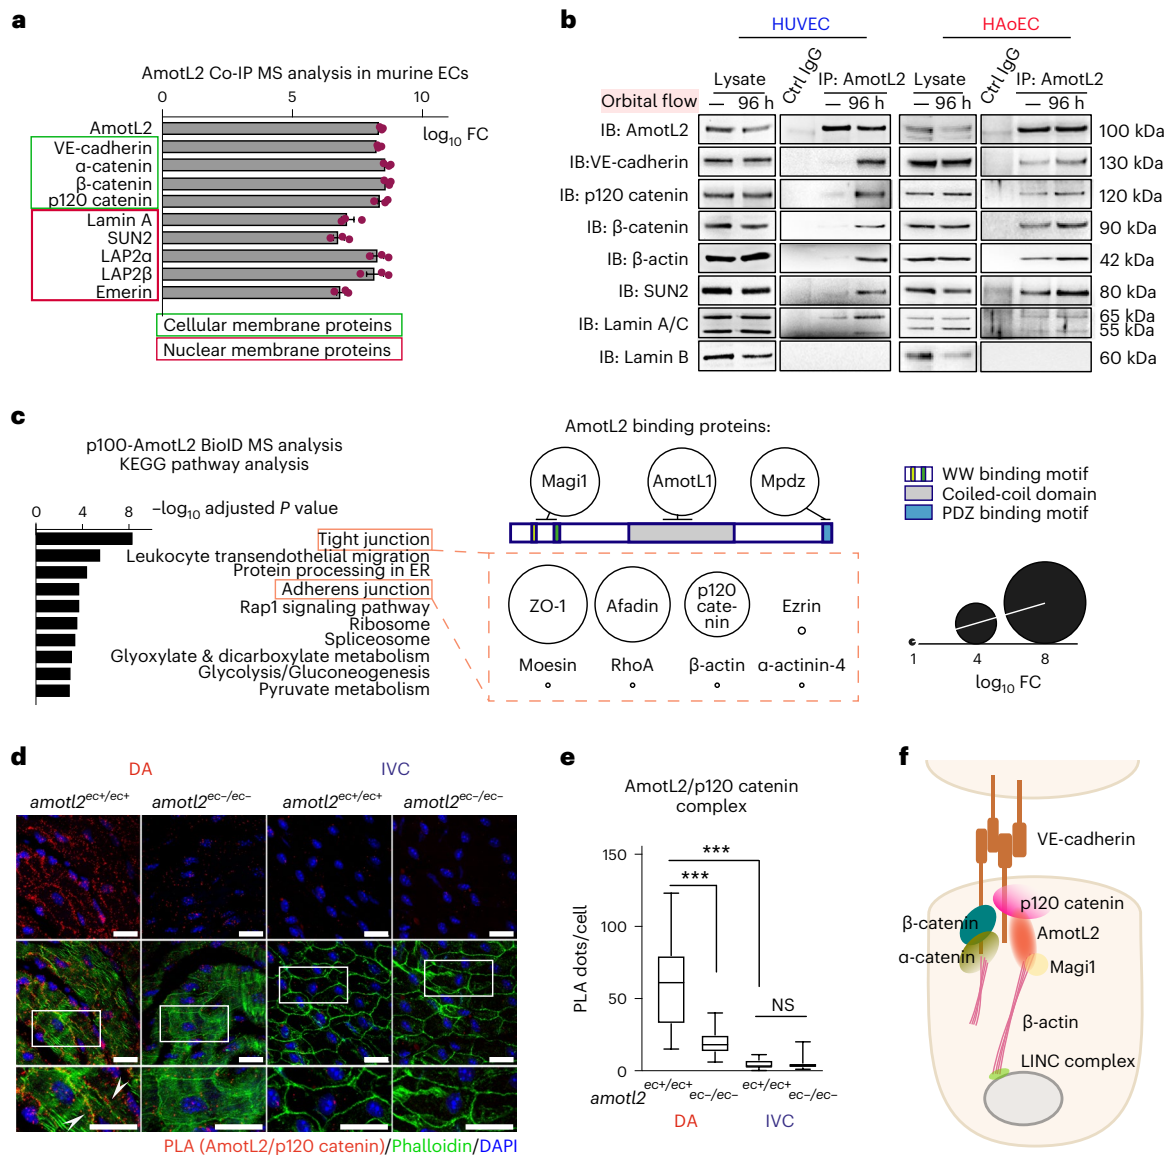 a
AmotL2 Co-IP MS analysis in murine ECs
0 5 10
log10 FC
AmotL2
VE-cadherin
α-catenin
β-catenin
p120 catenin
Lamin A
SUN2
LAP2α
LAP2β
Emerin
Cellular membrane proteins
Nuclear membrane proteins
b
HUVEC HAoEC
Lysate Ctrl IgG IP: AmotL2 Lysate Ctrl IgG IP: AmotL2
Orbital flow — 96 h — 96 h — 96 h — 96 h
IB: AmotL2 100 kDa
IB:VE-cadherin 130 kDa
IB: p120 catenin 120 kDa
IB: β-catenin 90 kDa
IB: β-actin 42 kDa
IB: SUN2 80 kDa
IB: Lamin A/C 65 kDa
55 kDa
IB: Lamin B 60 kDa
c
p100-AmotL2 BioID MS analysis
KEGG pathway analysis
0 4 8 –log10 adjusted P value
Tight junction
Leukocyte transendothelial migration
Protein processing in ER
Adherens junction
Rap1 signaling pathway
Ribosome
Spliceosome
Glyoxylate & dicarboxylate metabolism
Glycolysis/Gluconeogenesis
Pyruvate metabolism
AmotL2 binding proteins:
Magi1 AmotL1 Mpdz
WW binding motif
Coiled-coil domain
PDZ binding motif
ZO-1 Afadin p120
cate-
nin
Ezrin
Moesin RhoA β-actin α-actinin-4
1 4 8
log10 FC
d
DA IVC
amotl2ec+/ec+ amotl2ec−/ec− amotl2ec+/ec+ amotl2ec−/ec−
PLA (AmotL2/p120 catenin)/Phalloidin/DAPI
e
AmotL2/p120 catenin
complex
PLA dots/cell
150
100
50
0
***
***
NS
amotl2 ec+/ec+ ec−/ec− ec+/ec+ ec−/ec−
DA IVC
f
VE-cadherin
p120 catenin
β-catenin
AmotL2
α-catenin
Magi1
β-actin
LINC complex